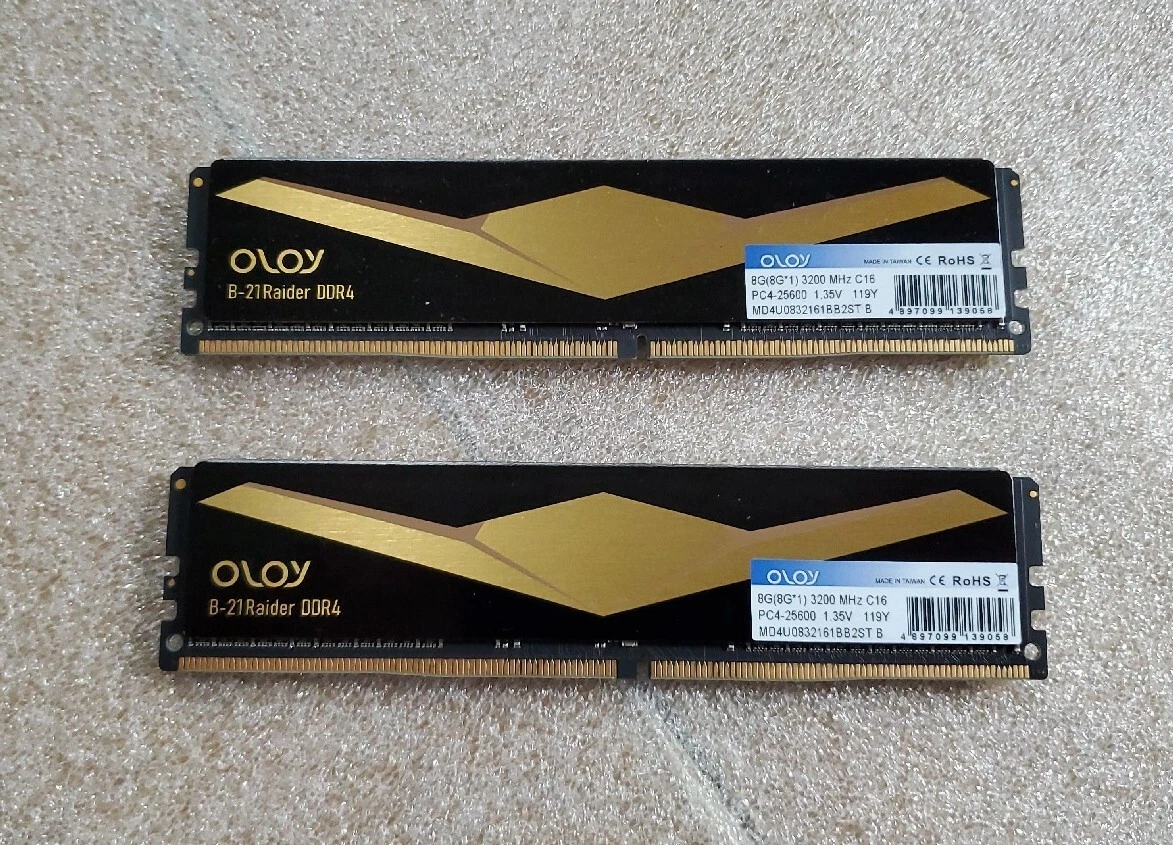 OLOY
B-21Raider DDR4
OLOY MADE IN TAIWAN CE RoHS
8G(8G*1) 3200 MHz C16
PC4-25600 1.35V 119Y
MD4U0832161BB2ST B
4 897099 139058
OLOY
B-21Raider DDR4
OLOY MADE IN TAIWAN CE RoHS
8G(8G*1) 3200 MHz C16
PC4-25600 1.35V 119Y
MD4U0832161BB2ST B
4 897099 139058